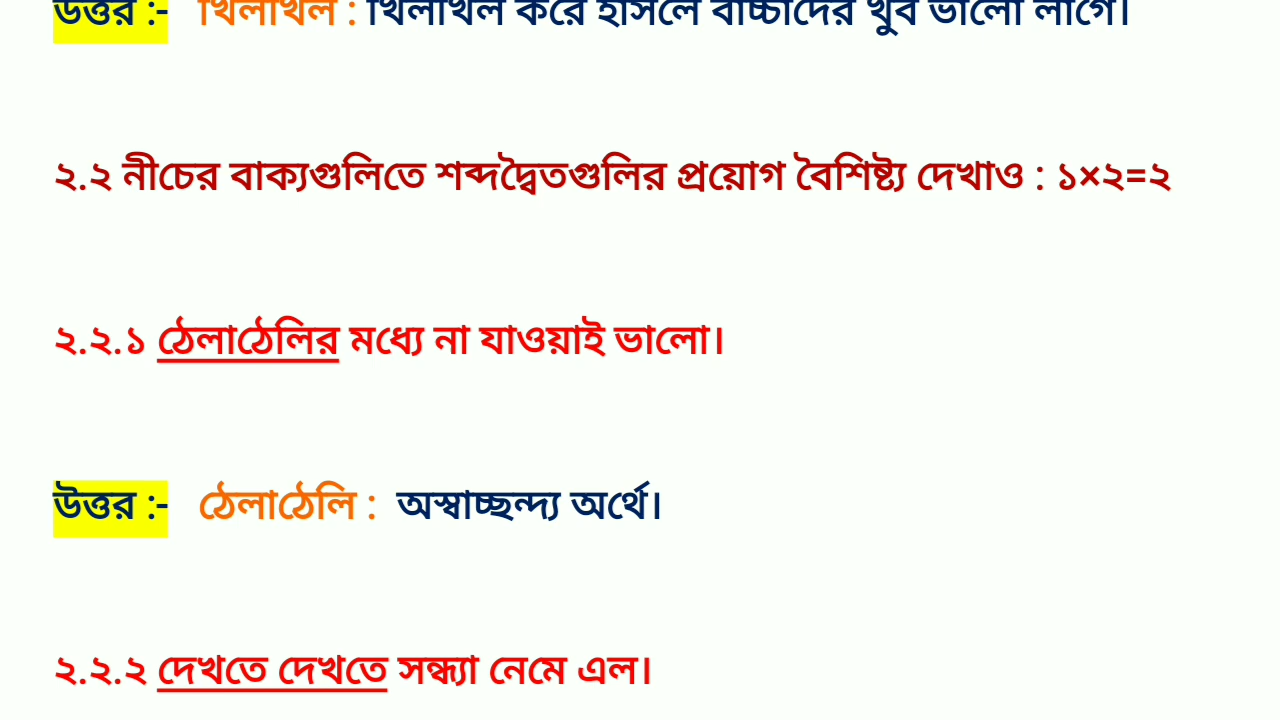 উত্তর :- খিলখিল : খিলখিল করে হাসলে বাচ্চাদের খুব ভালো লাগে।
২.২ নীচের বাক্যগুলিতে শব্দদ্বৈতগুলির প্রয়োগ বৈশিষ্ট্য দেখাও : ১×২=২
২.২.১ ঠেলাঠেলির মধ্যে না যাওয়াই ভালো।
উত্তর :- ঠেলাঠেলি : অস্বাচ্ছন্দ্য অর্থে।
২.২.২ দেখতে দেখতে সন্ধ্যা নেমে এল।